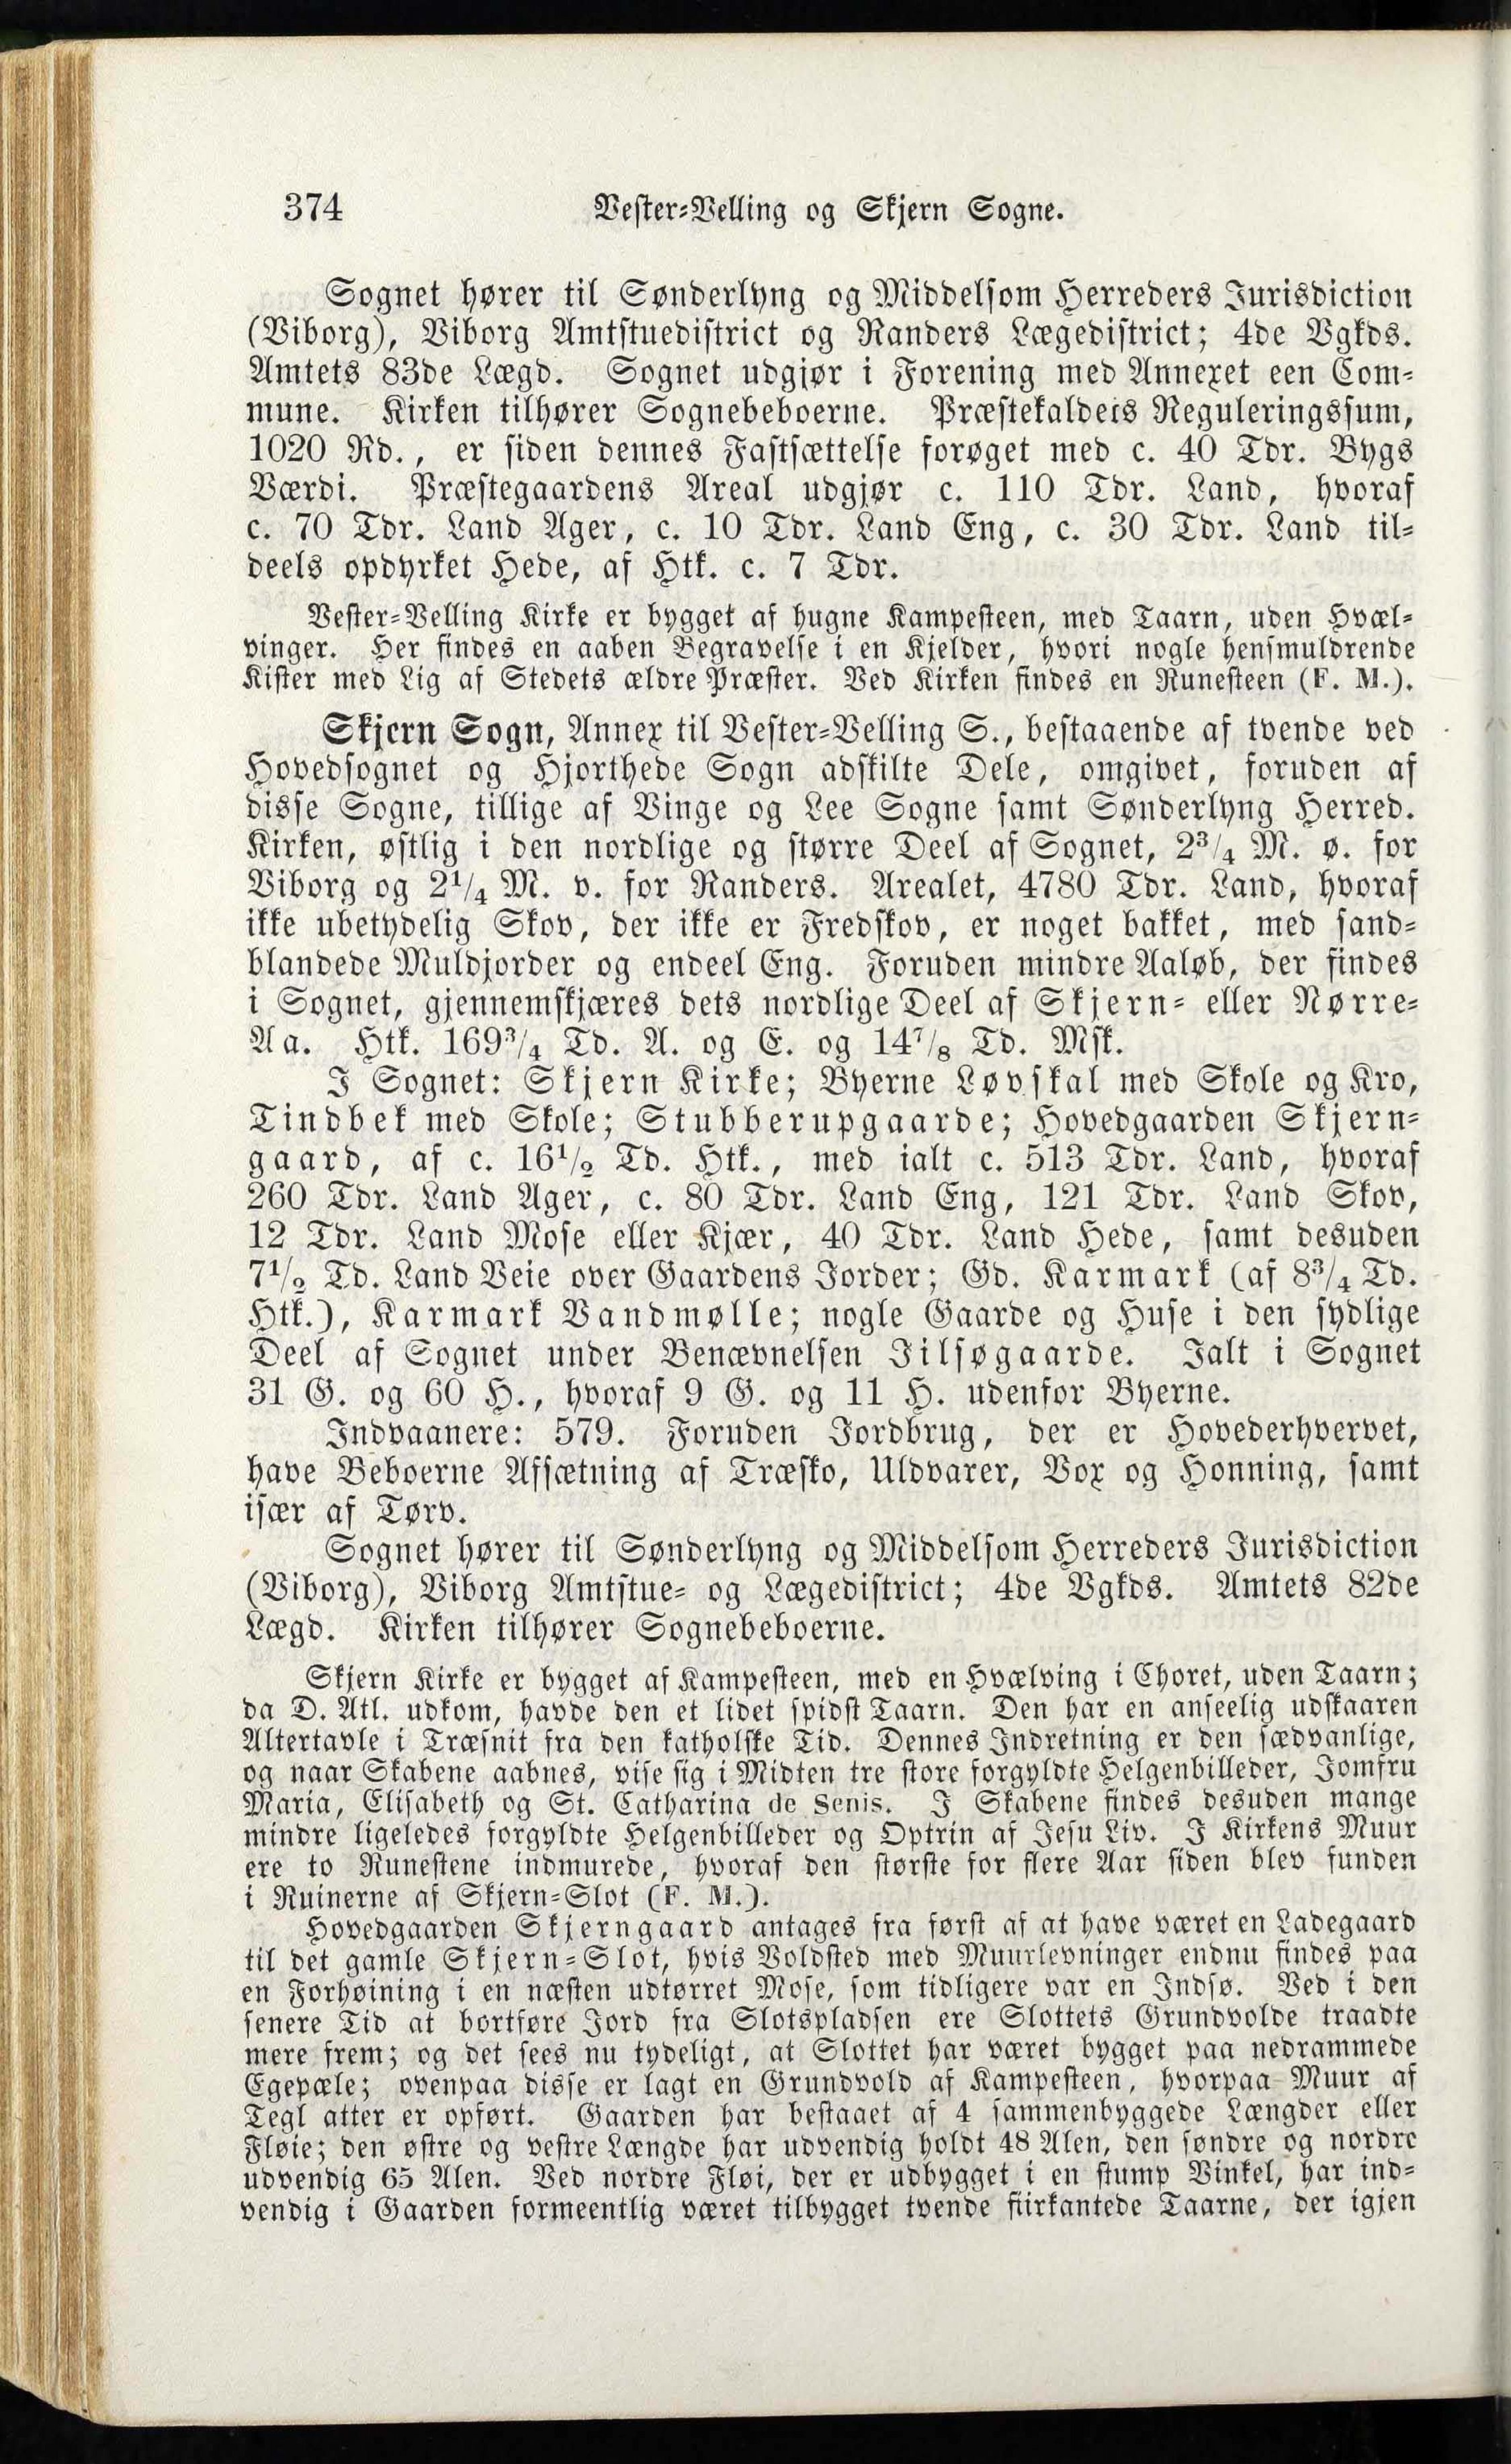 374 Vester-Velling og Skjern Sogne.
Sognet hører til Sønderlyng og Middelsom Herreders Jurisdiction
(Viborg), Viborg Amtstuedistrict og Randers Lægedistrict; 4de Vgkds.
Amtets 83de Lægd. Sognet udgjør i Forening med Annexet een Com-
mune. Kirken tilhører Sognebeboerne. Præstekaldets Reguleringssum,
1020 Rd., er siden dennes Fastsættelse forøget med c. 40 Tdr. Bygs
Værdi. Præstegaardens Areal udgjør c. 110 Tdr. Land, hvoraf
c. 70 Tdr. Land Ager, c. 10 Tdr. Land Eng, c. 30 Tdr. Land til-
deels opdyrket Hede, af Htk. c. 7 Tdr.
Vester-Velling Kirke er bygget af hugne Kampesteen, med Taarn, uden Hvæl-
vinger. Her findes en aaben Begravelse i en Kjelder, hvori nogle hensmuldrende
Kister med Lig af Stedets ældre Præster. Ved Kirken findes en Runesteen (F. M.).
Skjern Sogn, Annex til Vester-Velling S., bestaaende af tvende ved
Hovedsognet og Hjorthede Sogn adskilte Dele, omgivet, foruden af
disse Sogne, tillige af Vinge og Lee Sogne samt Sønderlyng Herred.
Kirken, østlig i den nordlige og større Deel af Sognet, 2³/₄ M. ø. for
Viborg og 2¹/₄ M. v. for Randers. Arealet, 4780 Tdr. Land, hvoraf
ikke ubetydelig Skov, der ikke er Fredskov, er noget bakket, med sand-
blandede Muldjorder og endeel Eng. Foruden mindre Aaløb, der findes
i Sognet, gjennemskjæres dets nordlige Deel af Skjern- eller Nørre-
Aa. Htk. 169³/₄ Td. A. og E. og 14⁷/₈ Td. Msk.
I Sognet: Skjern Kirke; Byerne Løvskal med Skole og Kro,
Tindbek med Skole; Stubberupgaarde; Hovedgaarden Skjern-
gaard, af c. 16¹/₂ Td. Htk., med ialt c. 513 Tdr. Land, hvoraf
260 Tdr. Land Ager, c. 80 Tdr. Land Eng, 121 Tdr. Land Skov,
12 Tdr. Land Mose eller Kjær, 40 Tdr. Land Hede, samt desuden
7¹/₂ Td. Land Veie over Gaardens Jorder; Gd. Karmark (af 8³/₄ Td.
Htk.), Karmark Vandmølle; nogle Gaarde og Huse i den sydlige
Deel af Sognet under Benævnelsen Jilsøgaarde. Ialt i Sognet
31 G. og 60 H., hvoraf 9 G. og 11 H. udenfor Byerne.
Indvaanere: 579. Foruden Jordbrug, der er Hovederhvervet,
have Beboerne Afsætning af Træsko, Uldvarer, Vox og Honning, samt
især af Tørv.
Sognet hører til Sønderlyng og Middelsom Herreders Jurisdiction
(Viborg), Viborg Amtstue- og Lægedistrict; 4de Vgkds. Amtets 82de
Lægd. Kirken tilhører Sognebeboerne.
Skjern Kirke er bygget af Kampesteen, med en Hvælving i Choret, uden Taarn;
da D. Atl. udkom, havde den et lidet spidst Taarn. Den har en anseelig udskaaren
Altertavle i Træsnit fra den katholske Tid. Dennes Indretning er den sædvanlige,
og naar Skabene aabnes, vise sig i Midten tre store forgyldte Helgenbilleder, Jomfru
Maria, Elisabeth og St. Catharina de Senis. I Skabene findes desuden mange
mindre ligeledes forgyldte Helgenbilleder og Optrin af Jesu Liv. I Kirkens Muur
ere to Runestene indmurede, hvoraf den største for flere Aar siden blev funden
i Ruinerne af Skjern-Slot (F. M.).
Hovedgaarden Skjerngaard antages fra først af at have været en Ladegaard
til det gamle Skjern-Slot, hvis Voldsted med Muurlevninger endnu findes paa
en Forhøining i en næsten udtørret Mose, som tidligere var en Indsø. Ved i den
senere Tid at bortføre Jord fra Slotspladsen ere Slottets Grundvolde traadte
mere frem; og det sees nu tydeligt, at Slottet har været bygget paa nedrammede
Egepæle; ovenpaa disse er lagt en Grundvold af Kampesteen, hvorpaa Muur af
Tegl atter er opført. Gaarden har bestaaet af 4 sammenbyggede Længder eller
Fløie; den østre og vestre Længde har udvendig holdt 48 Alen, den søndre og nordre
udvendig 65 Alen. Ved nordre Fløi, der er udbygget i en stump Vinkel, har ind-
vendig i Gaarden formeentlig været tilbygget tvende fiirkantede Taarne, der igjen